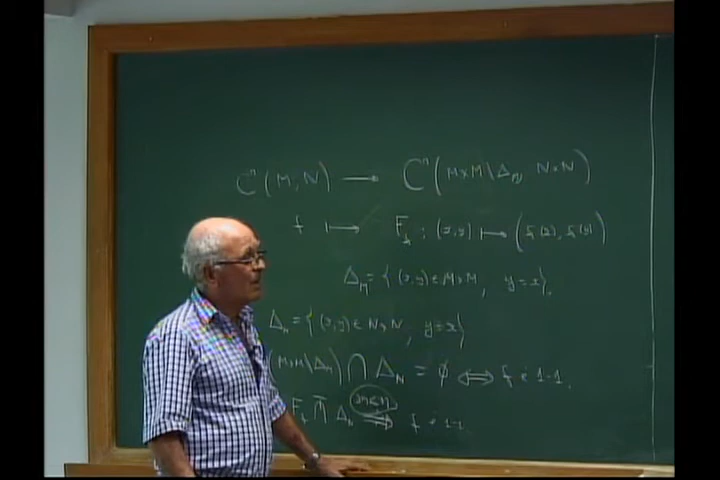 C^n(M,N) ⟶ C^n(M×M\Δ_M, N×N)
f ⟼ F_f : (x,y) ⟼ (f(x), f(y))
Δ_M = { (x,y) ∈ M×M, y = x }.
Δ_N = { (x,y) ∈ N×N, y = x }
(M×M\Δ_M) ∩ Δ_N = ∅ ⟺ f é 1-1.
F_f ⋔ Δ_N ⟺ f é 1-1